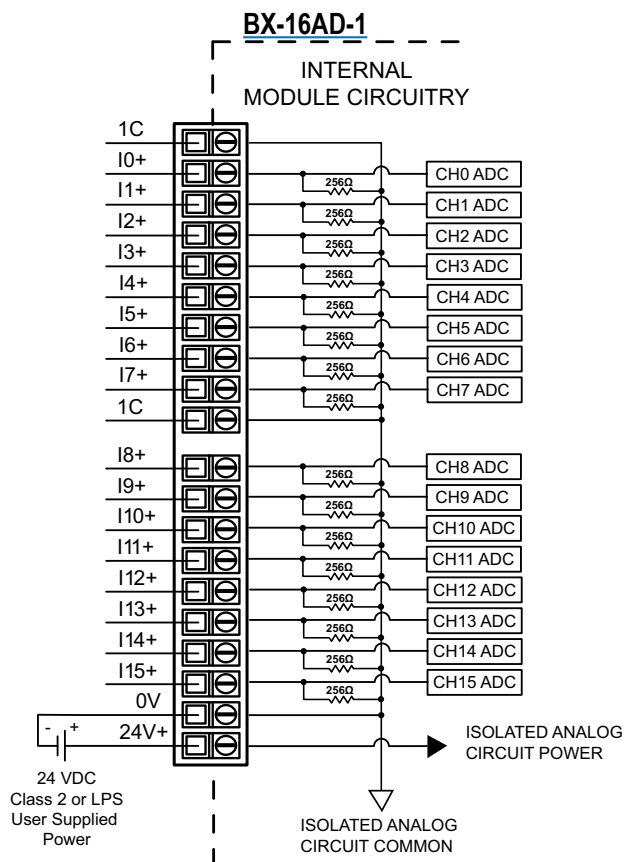 BX-16AD-1
INTERNAL
MODULE CIRCUITRY
1C
I0+
256Ω
CH0 ADC
I1+
256Ω
CH1 ADC
I2+
256Ω
CH2 ADC
I3+
256Ω
CH3 ADC
I4+
256Ω
CH4 ADC
I5+
256Ω
CH5 ADC
I6+
256Ω
CH6 ADC
I7+
256Ω
CH7 ADC
1C
I8+
256Ω
CH8 ADC
I9+
256Ω
CH9 ADC
I10+
256Ω
CH10 ADC
I11+
256Ω
CH11 ADC
I12+
256Ω
CH12 ADC
I13+
256Ω
CH13 ADC
I14+
256Ω
CH14 ADC
I15+
256Ω
CH15 ADC
0V
24V+
- +
ISOLATED ANALOG
CIRCUIT POWER
24 VDC
Class 2 or LPS
User Supplied
Power
ISOLATED ANALOG
CIRCUIT COMMON